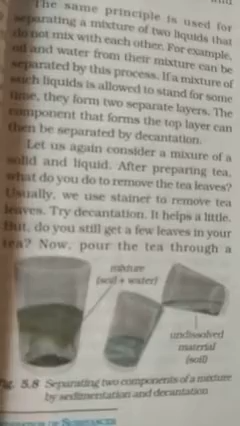 The same principle is used for
separating a mixture of two liquids that
do not mix with each other. For example,
oil and water from their mixture can be
separated by this process. If a mixture of
such liquids is allowed to stand for some
time, they form two separate layers. The
component that forms the top layer can
then be separated by decantation.
Let us again consider a mixture of a
solid and liquid. After preparing tea,
what do you do to remove the tea leaves?
Usually, we use stainer to remove tea
leaves. Try decantation. It helps a little.
But, do you still get a few leaves in your
tea? Now, pour the tea through a
mixture
(soil + water)
undissolved
material
(soil)
Fig. 5.8 Separating two components of a mixture
by sedimentation and decantation
OF SUBSTANCES